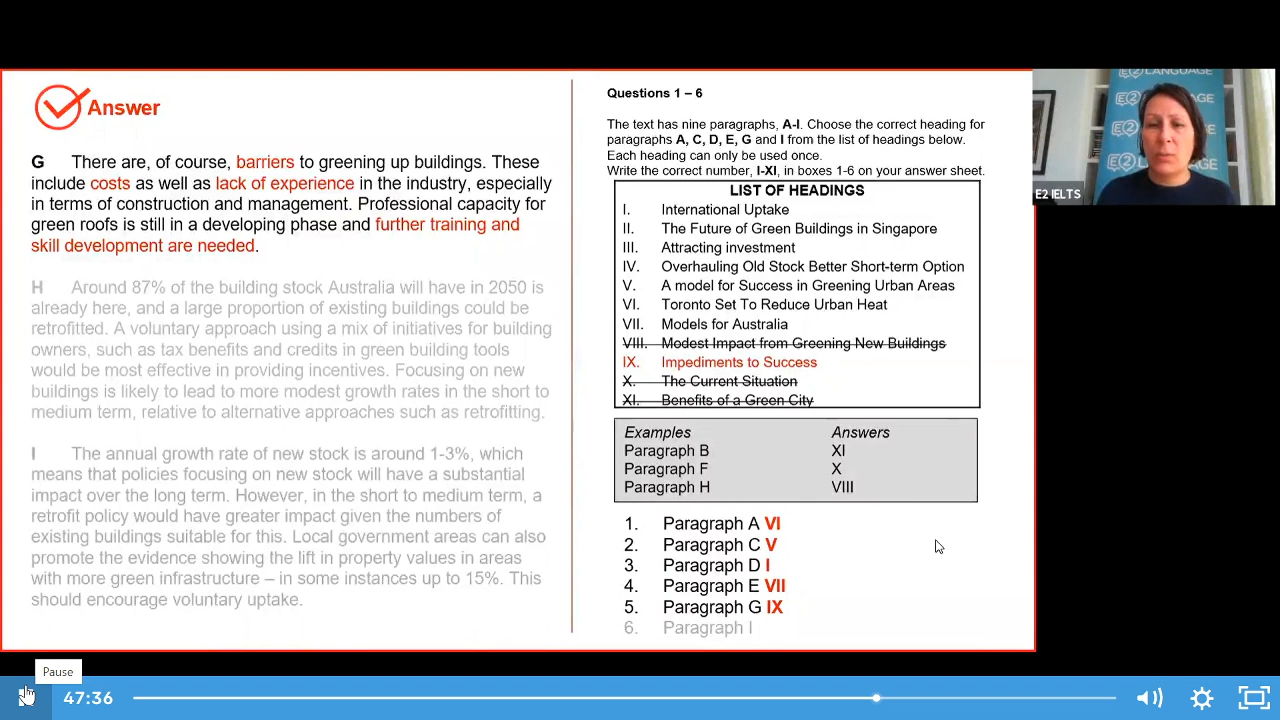 Answer
G There are, of course, barriers to greening up buildings. These
include costs as well as lack of experience in the industry, especially
in terms of construction and management. Professional capacity for
green roofs is still in a developing phase and further training and
skill development are needed.
H Around 87% of the building stock Australia will have in 2050 is
already here, and a large proportion of existing buildings could be
retrofitted. A voluntary approach using a mix of initiatives for building
owners, such as tax benefits and credits in green building tools
would be most effective in providing incentives. Focusing on new
buildings is likely to lead to more modest growth rates in the short to
medium term, relative to alternative approaches such as retrofitting.
I The annual growth rate of new stock is around 1-3%, which
means that policies focusing on new stock will have a substantial
impact over the long term. However, in the short to medium term, a
retrofit policy would have greater impact given the numbers of
existing buildings suitable for this. Local government areas can also
promote the evidence showing the lift in property values in areas
with more green infrastructure – in some instances up to 15%. This
should encourage voluntary uptake.
Questions 1 – 6
The text has nine paragraphs, A-I. Choose the correct heading for
paragraphs A, C, D, E, G and I from the list of headings below.
Each heading can only be used once.
Write the correct number, I-XI, in boxes 1-6 on your answer sheet.
LIST OF HEADINGS
I. International Uptake
II. The Future of Green Buildings in Singapore
III. Attracting investment
IV. Overhauling Old Stock Better Short-term Option
V. A model for Success in Greening Urban Areas
VI. Toronto Set To Reduce Urban Heat
VII. Models for Australia
VIII. Modest Impact from Greening New Buildings
IX. Impediments to Success
X. The Current Situation
XI. Benefits of a Green City
Examples Answers
Paragraph B XI
Paragraph F X
Paragraph H VIII
1. Paragraph A VI
2. Paragraph C V
3. Paragraph D I
4. Paragraph E VII
5. Paragraph G IX
6. Paragraph I
E2 LANGUAGE
E2 IELTS
Pause
47:36